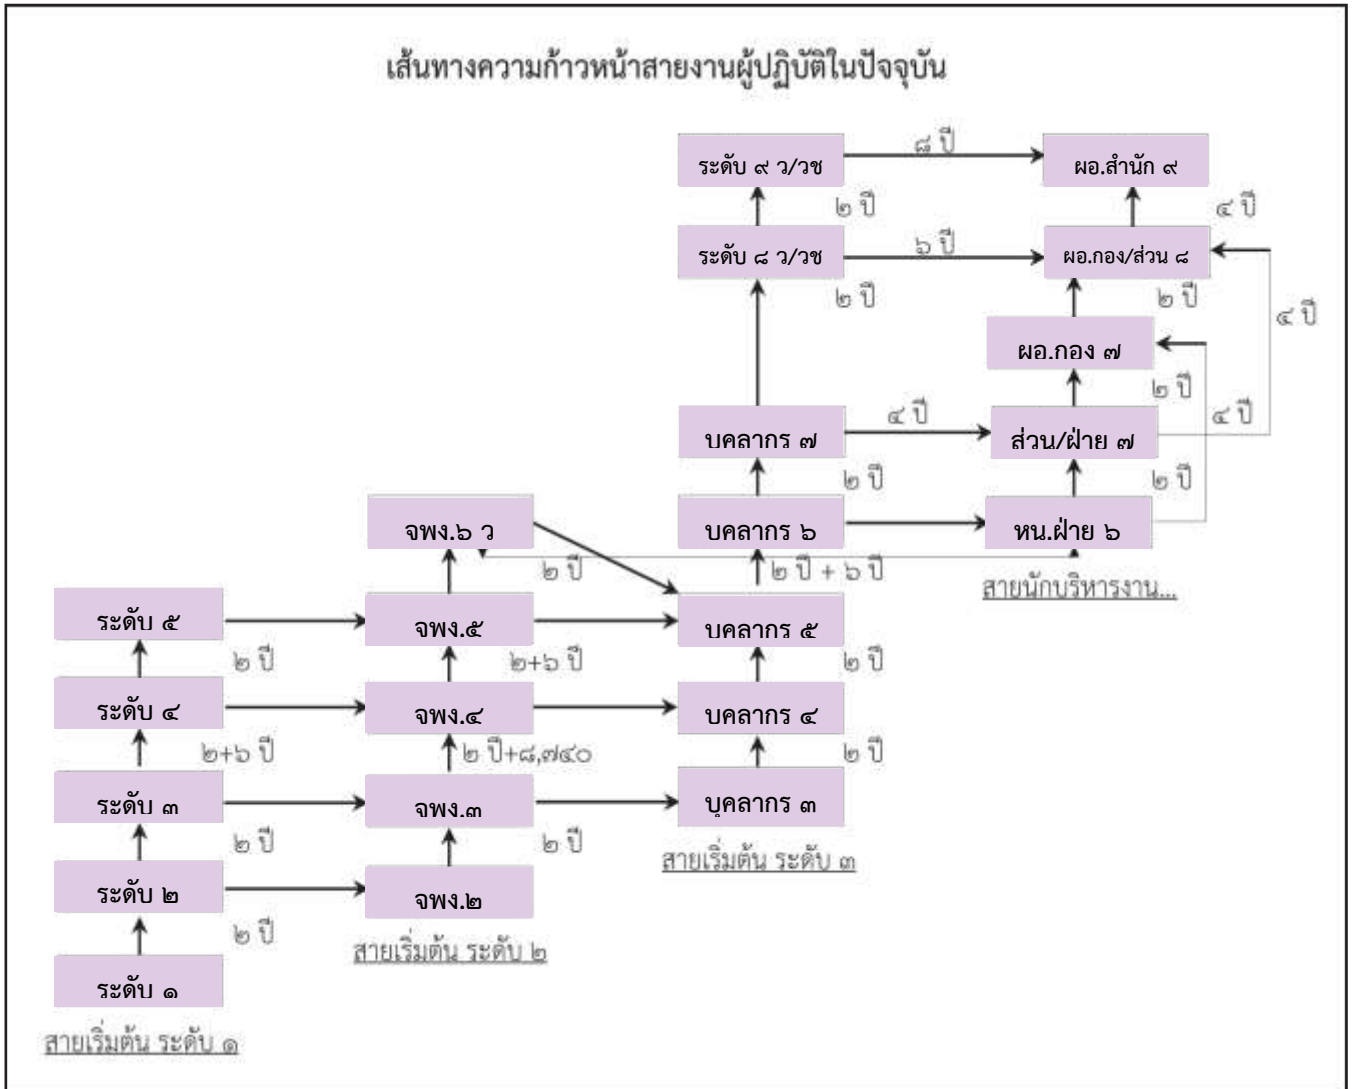 เส้นทางความก้าวหน้าสายงานผู้ปฏิบัติในปัจจุบัน
ระดับ ๙ ว/วช
๘ ปี
ผอ.สำนัก ๙
๒ ปี
๔ ปี
ระดับ ๘ ว/วช
๖ ปี
ผอ.กอง/ส่วน ๘
๒ ปี
๒ ปี
๔ ปี
ผอ.กอง ๗
๒ ปี
บุคลากร ๗
๔ ปี
ส่วน/ฝ่าย ๗
๔ ปี
๒ ปี
๒ ปี
จพง.๖ ว
บุคลากร ๖
หน.ฝ่าย ๖
๒ ปี
๒ ปี + ๖ ปี
สายนักบริหารงาน...
ระดับ ๕
จพง.๕
บุคลากร ๕
๒ ปี
๒+๖ ปี
๒ ปี
ระดับ ๔
จพง.๔
บุคลากร ๔
๒+๖ ปี
๒ ปี+๘,๗๔๐
๒ ปี
ระดับ ๓
จพง.๓
บุคลากร ๓
๒ ปี
๒ ปี
สายเริ่มต้น ระดับ ๓
ระดับ ๒
จพง.๒
๒ ปี
สายเริ่มต้น ระดับ ๒
ระดับ ๑
สายเริ่มต้น ระดับ ๑